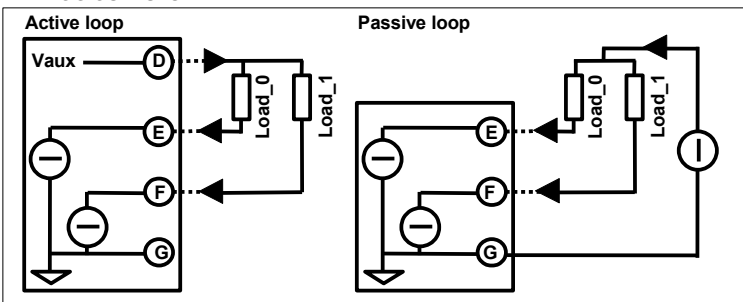 Active loop
Passive loop
Vaux
D
Load_0
Load_1
E
F
G
Load_0
Load_1
E
F
G